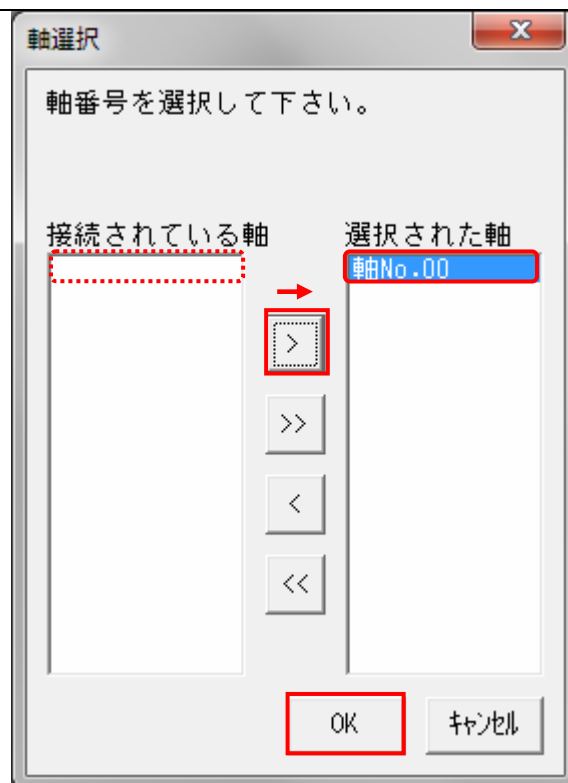 軸選択
軸番号を選択して下さい。
接続されている軸
選択された軸
軸No.00
>
>>
<
<<
OK
ｷｬﾝｾﾙ